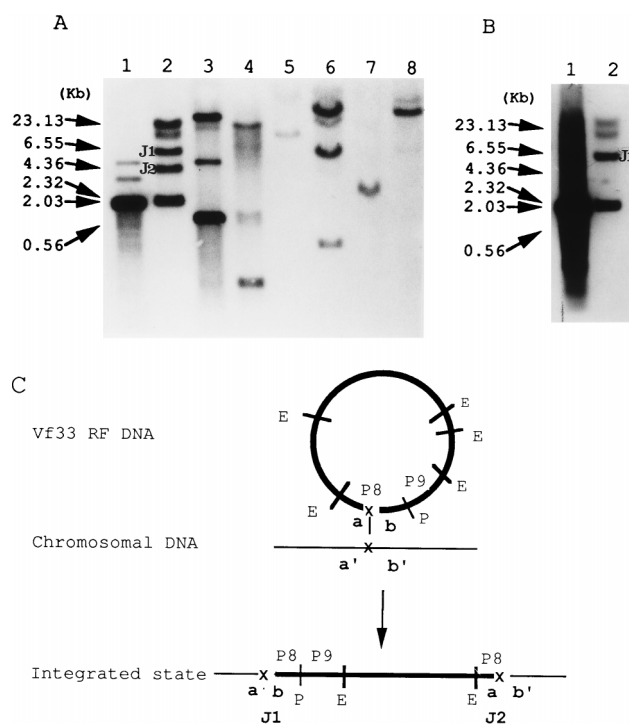 A
B
1 2 3 4 5 6 7 8
1 2
(Kb)
23.13
6.55
4.36
2.32
2.03
0.56
J1
J2
(Kb)
23.13
6.55
4.36
2.32
2.03
0.56
C
Vf33 RF DNA
E
E
E
E
E
P8
P9
P
a
b
Chromosomal DNA
a'
b'
Integrated state
P8
P9
P8
a
b
P
E
E
a
b'
J1
J2